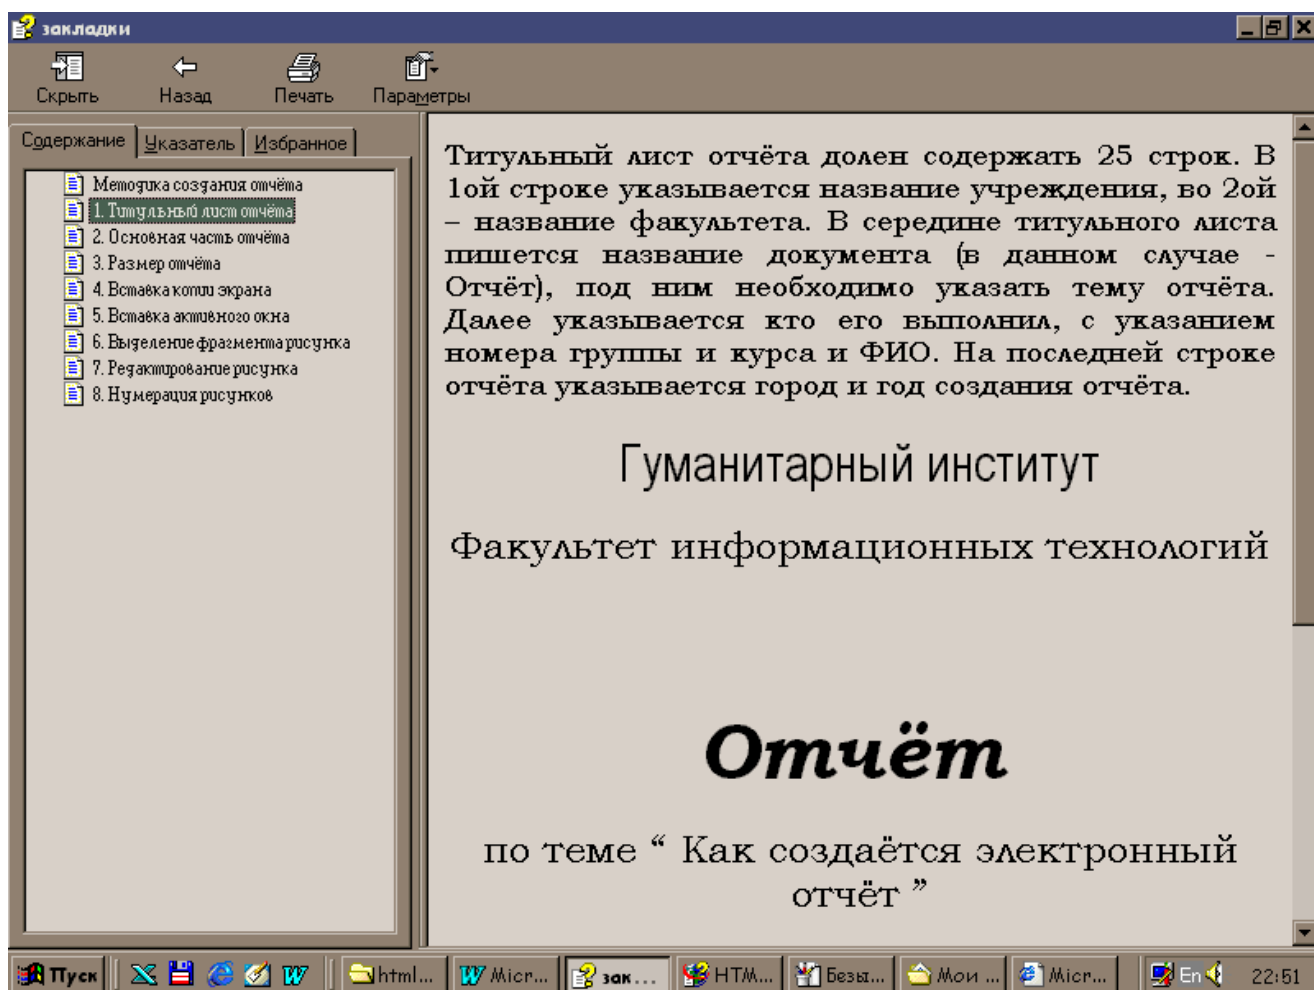 закладки
Скрыть Назад Печать Параметры
Содержание Указатель Избранное
Методика создания отчёта
1. Титульный лист отчёта
2. Основная часть отчёта
3. Размер отчёта
4. Вставка копии экрана
5. Вставка активного окна
6. Выделение фрагмента рисунка
7. Редактирование рисунка
8. Нумерация рисунков
Титульный лист отчёта долен содержать 25 строк. В
1ой строке указывается название учреждения, во 2ой
– название факультета. В середине титульного листа
пишется название документа (в данном случае -
Отчёт), под ним необходимо указать тему отчёта.
Далее указывается кто его выполнил, с указанием
номера группы и курса и ФИО. На последней строке
отчёта указывается город и год создания отчёта.
Гуманитарный институт
Факультет информационных технологий
Отчёт
по теме “ Как создаётся электронный
отчёт ”
Пуск html... Micr... зак... HTM... Безы... Мои ... Micr... En 22:51